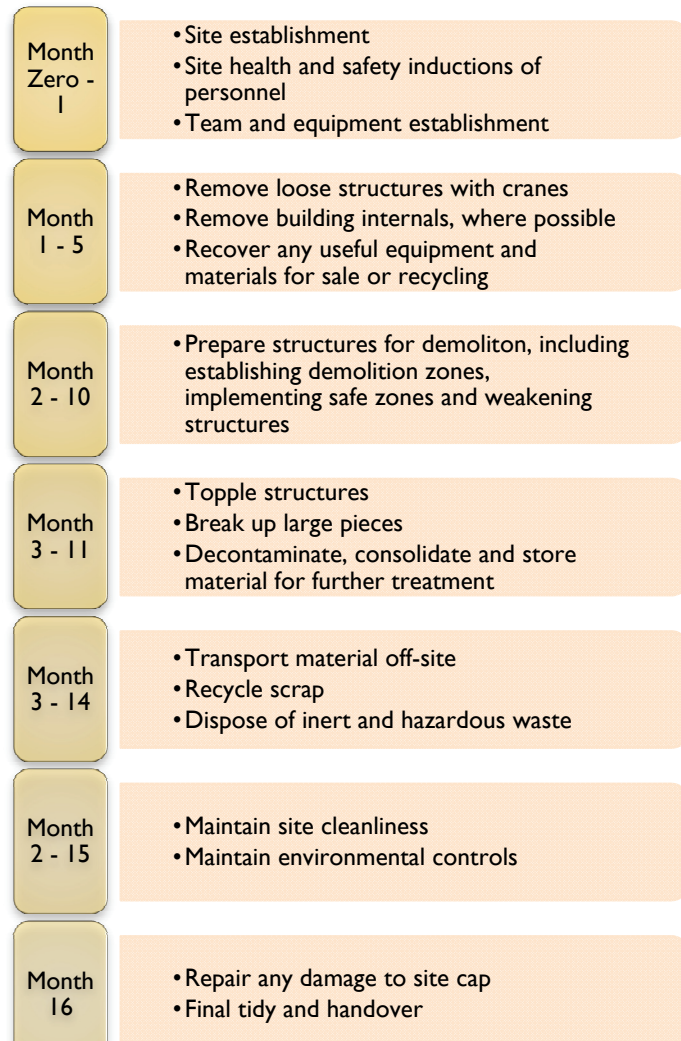 Month
Zero -
1
• Site establishment
• Site health and safety inductions of
personnel
• Team and equipment establishment
Month
1 - 5
• Remove loose structures with cranes
• Remove building internals, where possible
• Recover any useful equipment and
materials for sale or recycling
Month
2 - 10
• Prepare structures for demoliton, including
establishing demolition zones,
implementing safe zones and weakening
structures
Month
3 - 11
• Topple structures
• Break up large pieces
• Decontaminate, consolidate and store
material for further treatment
Month
3 - 14
• Transport material off-site
• Recycle scrap
• Dispose of inert and hazardous waste
Month
2 - 15
• Maintain site cleanliness
• Maintain environmental controls
Month
16
• Repair any damage to site cap
• Final tidy and handover